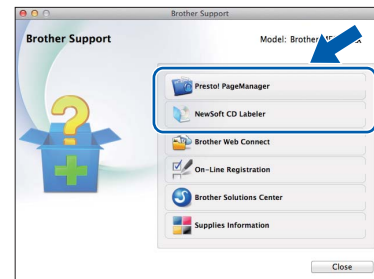 Brother Support
Brother Support
Model: Brother
Presto! PageManager
NewSoft CD Labeler
Brother Web Connect
On-Line Registration
Brother Solutions Center
Supplies Information
Close